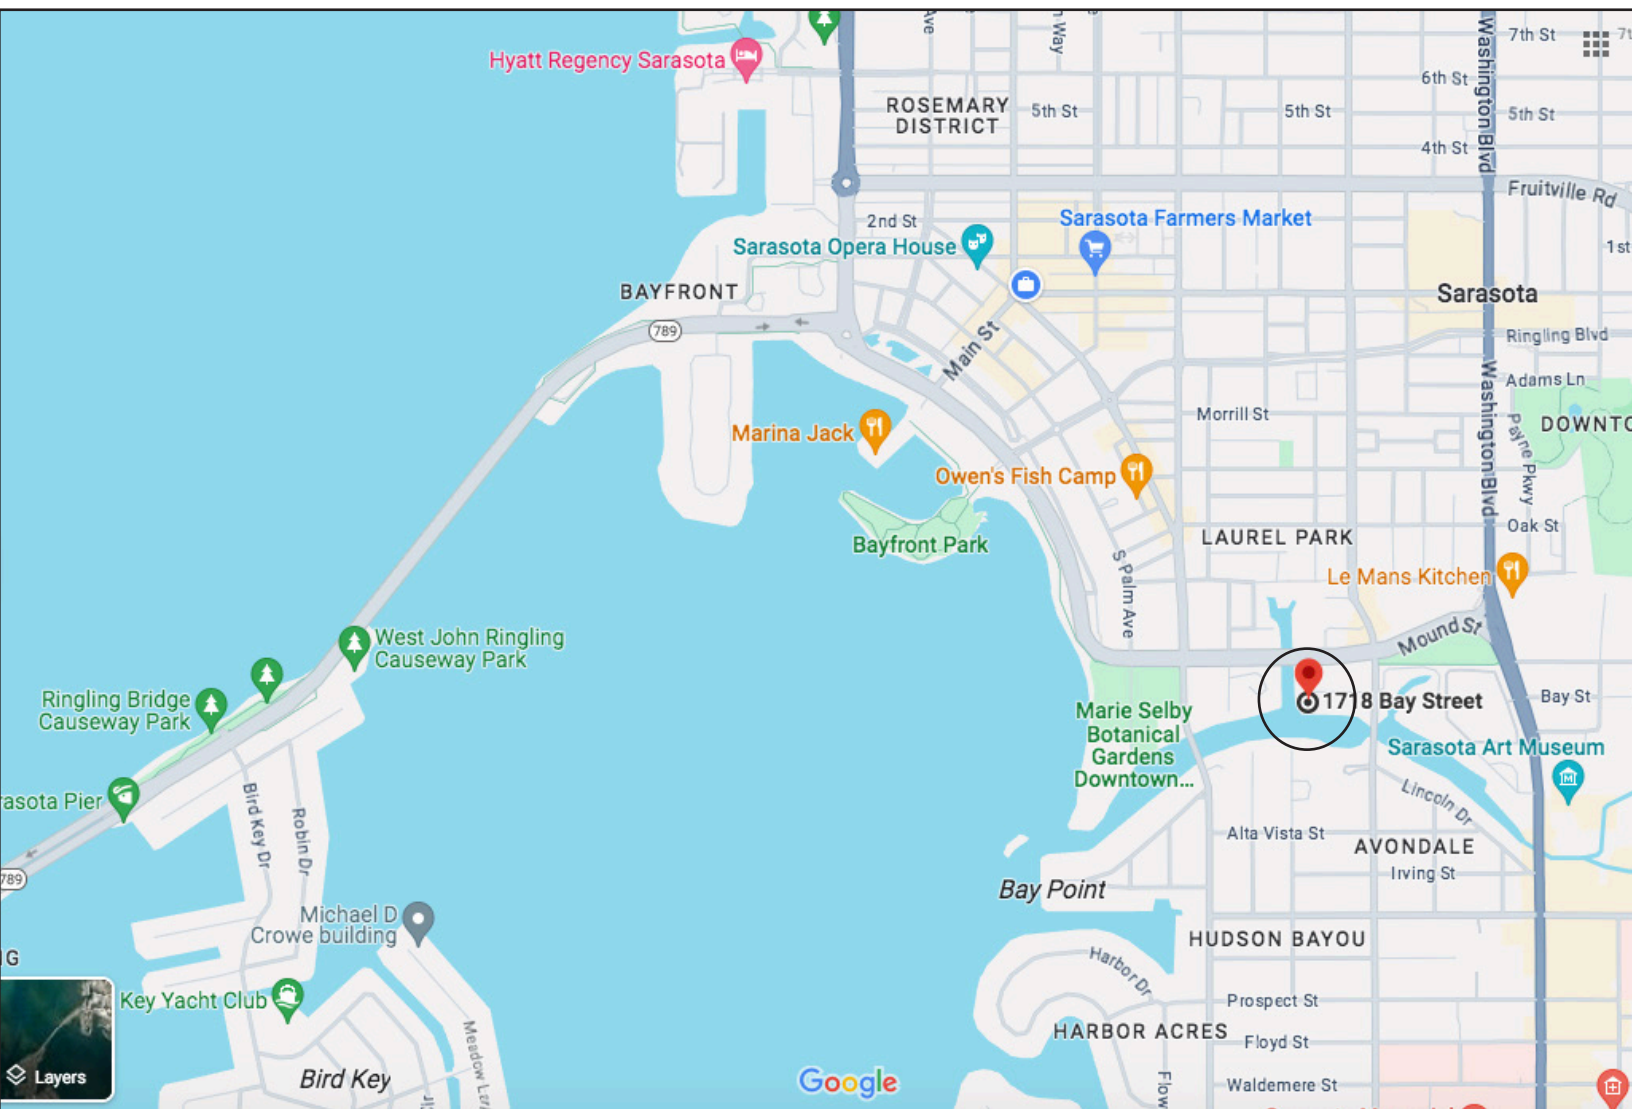 Ave
n Way
Washington Blvd
7th St
7t
Hyatt Regency Sarasota
6th St
ROSEMARY
DISTRICT
5th St
5th St
5th St
4th St
Fruitville Rd
2nd St
Sarasota Farmers Market
Sarasota Opera House
1st
BAYFRONT
Sarasota
789
Main St
Ringling Blvd
Washington Blvd
Adams Ln
Morrill St
Payne Pkwy
DOWNTO
Marina Jack
Owen's Fish Camp
Oak St
LAUREL PARK
Bayfront Park
S Palm Ave
Le Mans Kitchen
Mound St
West John Ringling
Causeway Park
Ringling Bridge
Causeway Park
1718 Bay Street
Bay St
Marie Selby
Botanical
Gardens
Downtown...
Sarasota Art Museum
rasota Pier
Bird Key Dr
Robin Dr
Lincoln Dr
Alta Vista St
AVONDALE
Irving St
789
Bay Point
Michael D
Crowe building
HUDSON BAYOU
G
Harbor Dr
Key Yacht Club
Prospect St
HARBOR ACRES
Floyd St
Meadow Lar
Layers
Bird Key
Google
Flow
Waldemere St